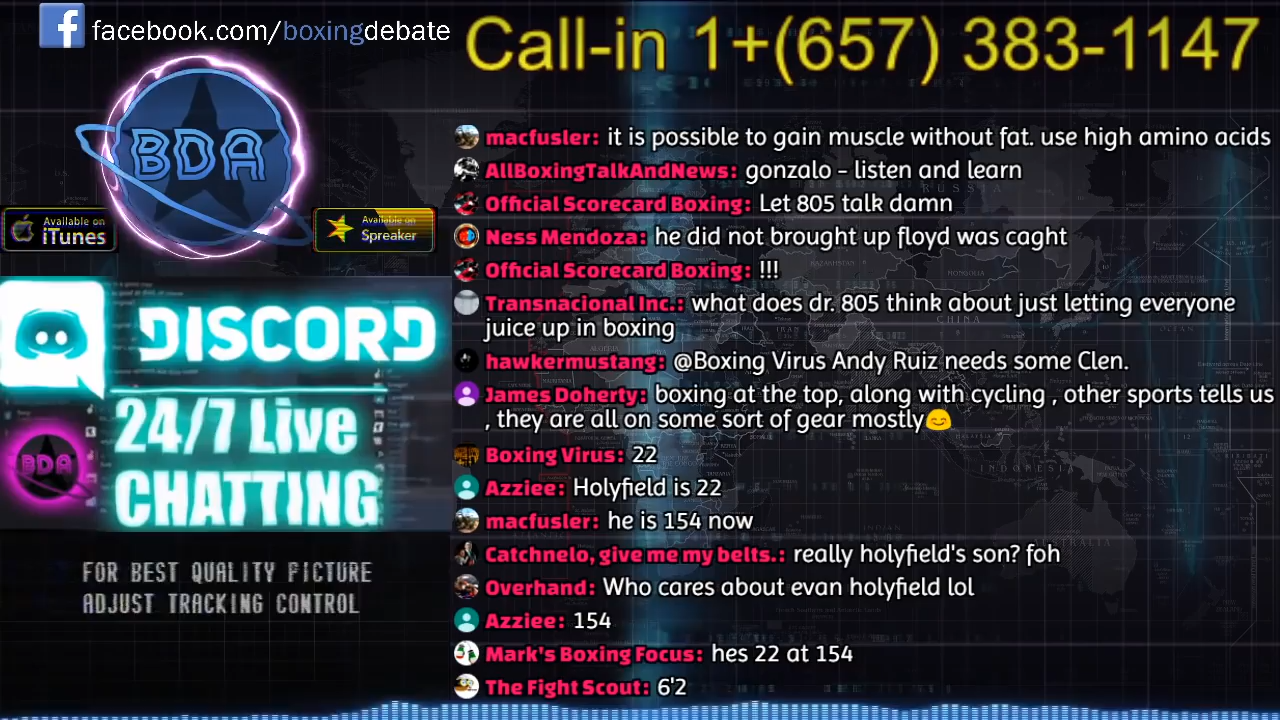 facebook.com/boxingdebate
Call-in 1+(657) 383-1147
BDA
Available on
iTunes
Available on
Spreaker
DISCORD
24/7 Live
CHATTING
BDA
FOR BEST QUALITY PICTURE
ADJUST TRACKING CONTROL
macfusler: it is possible to gain muscle without fat. use high amino acids
AllBoxingTalkAndNews: gonzalo - listen and learn
Official Scorecard Boxing: Let 805 talk damn
Ness Mendoza: he did not brought up floyd was caght
Official Scorecard Boxing: !!!
Transnacional Inc.: what does dr. 805 think about just letting everyone
juice up in boxing
hawkermustang: @Boxing Virus Andy Ruiz needs some Clen.
James Doherty: boxing at the top, along with cycling , other sports tells us
, they are all on some sort of gear mostly😊
Boxing Virus: 22
Azziee: Holyfield is 22
macfusler: he is 154 now
Catchnelo, give me my belts.: really holyfield's son? foh
Overhand: Who cares about evan holyfield lol
Azziee: 154
Mark's Boxing Focus: hes 22 at 154
The Fight Scout: 6'2
RUSSIA
MONGOLIA
CHINA
IRAN
INDONESIA